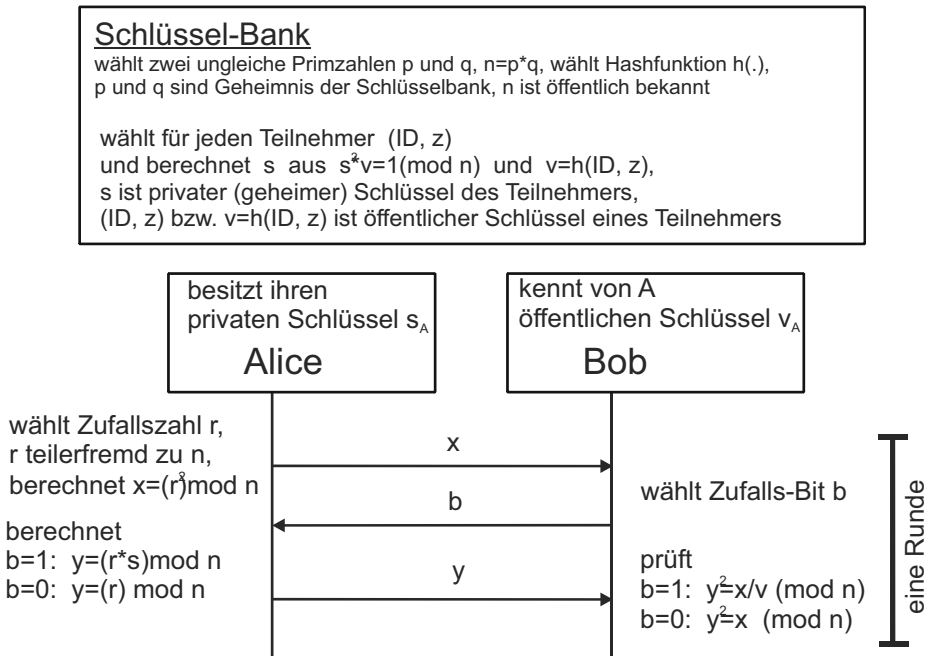 Schlüssel-Bank
wählt zwei ungleiche Primzahlen p und q, n=p*q, wählt Hashfunktion h(.),
p und q sind Geheimnis der Schlüsselbank, n ist öffentlich bekannt
wählt für jeden Teilnehmer (ID, z)
und berechnet s aus s²*v=1(mod n) und v=h(ID, z),
s ist privater (geheimer) Schlüssel des Teilnehmers,
(ID, z) bzw. v=h(ID, z) ist öffentlicher Schlüssel eines Teilnehmers
besitzt ihren
privaten Schlüssel s_A
Alice
kennt von A
öffentlichen Schlüssel v_A
Bob
wählt Zufallszahl r,
r teilerfremd zu n,
berechnet x=(r²)mod n
x
wählt Zufalls-Bit b
b
berechnet
b=1: y=(r*s)mod n
b=0: y=(r) mod n
y
prüft
b=1: y²=x/v (mod n)
b=0: y²=x (mod n)
eine Runde